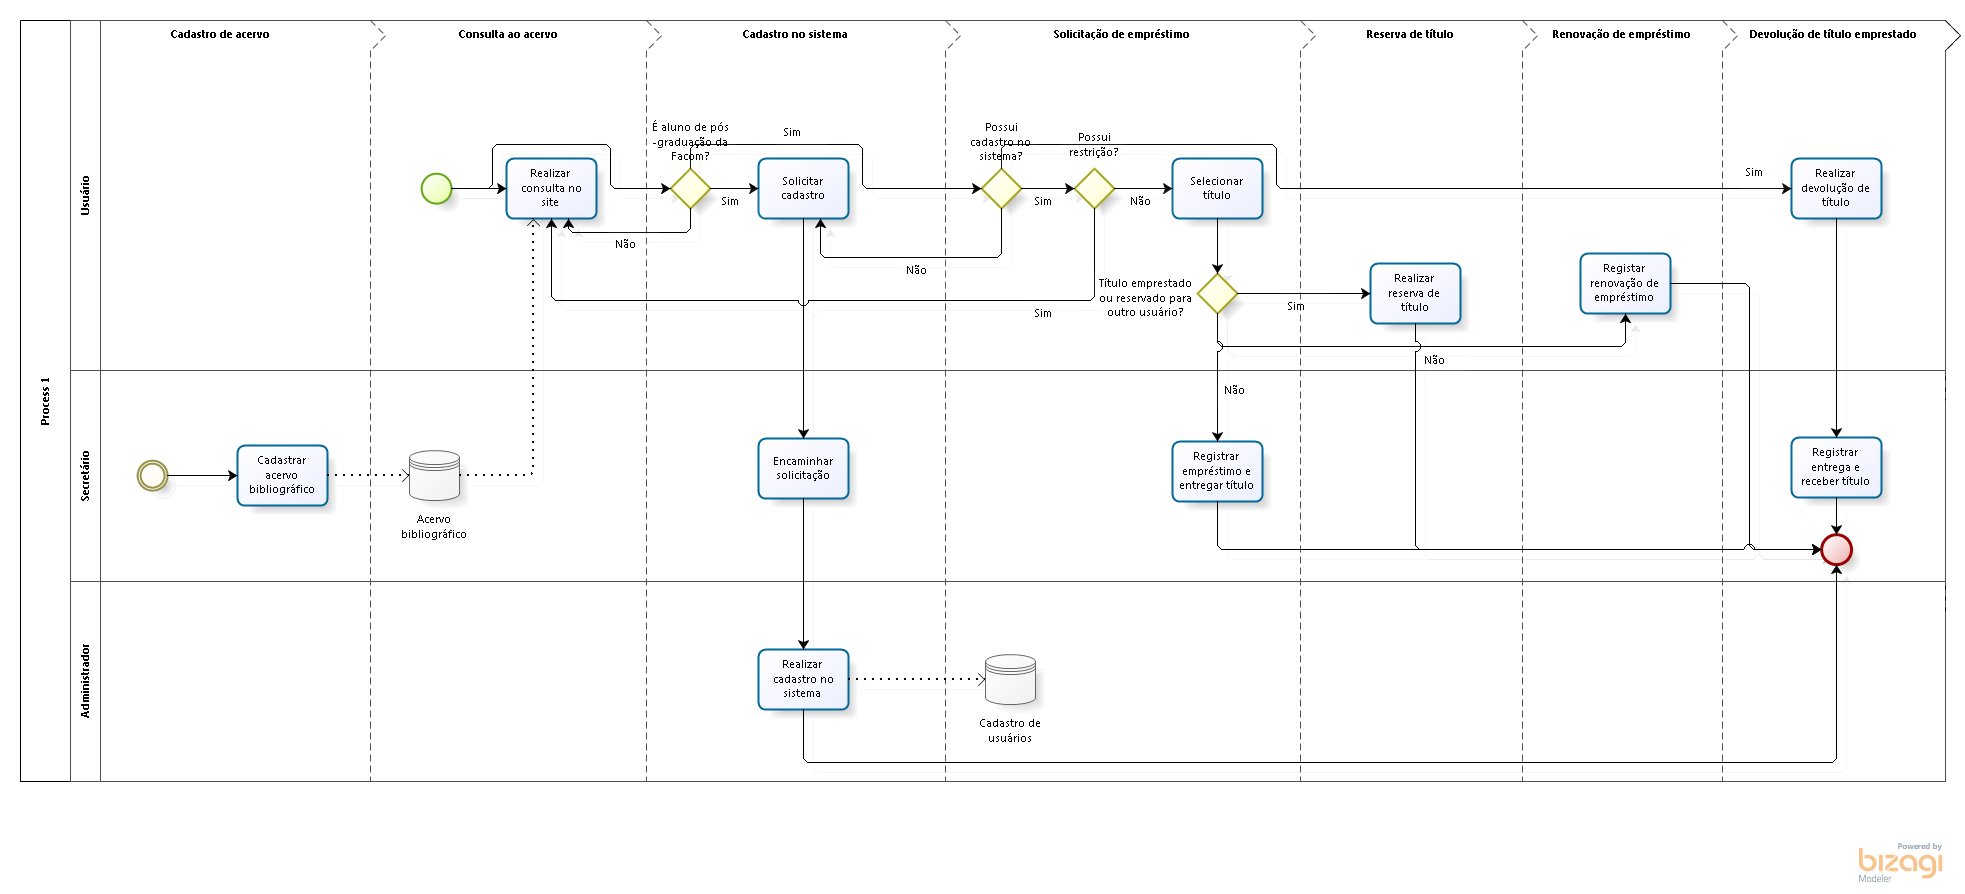 Cadastro de acervo
Consulta ao acervo
Cadastro no sistema
Solicitação de empréstimo
Reserva de título
Renovação de empréstimo
Devolução de título emprestado
Process 1
Usuário
É aluno de pós
-graduação da
Facom?
Sim
Possui
cadastro no
sistema?
Possui
restrição?
Realizar
consulta no
site
Sim
Solicitar
cadastro
Sim
Não
Selecionar
título
Sim
Realizar
devolução de
título
Não
Não
Título emprestado
ou reservado para
outro usuário?
Sim
Sim
Realizar
reserva de
título
Registar
renovação de
empréstimo
Não
Secretário
Não
Cadastrar
acervo
bibliográfico
Acervo
bibliográfico
Encaminhar
solicitação
Registrar
empréstimo e
entregar título
Registrar
entrega e
receber título
Administrador
Realizar
cadastro no
sistema
Cadastro de
usuários
Powered by
bizagi
Modeler